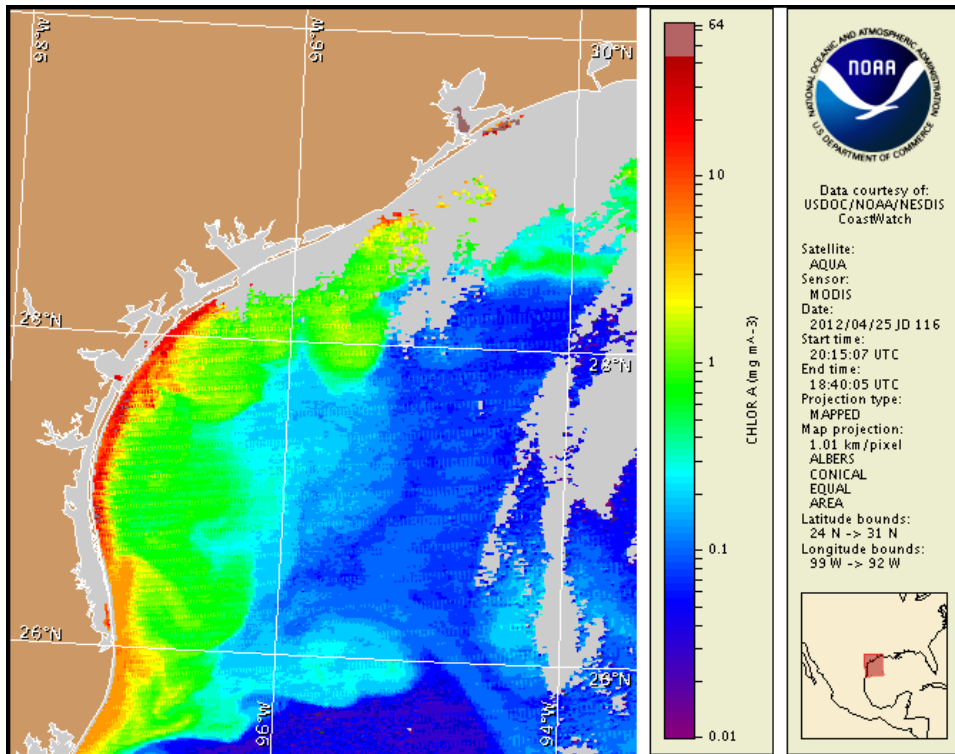 98°W
96°W
30°N
28°N
28°N
26°N
26°N
96°W
94°W
64
10
1
0.1
0.01
CHLOR A (mg m^-3)
NATIONAL OCEANIC AND ATMOSPHERIC ADMINISTRATION
NOAA
U.S. DEPARTMENT OF COMMERCE
Data courtesy of:
USDOC/NOAA/NESDIS
CoastWatch
Satellite:
AQUA
Sensor:
MODIS
Date:
2012/04/25 JD 116
Start time:
20:15:07 UTC
End time:
18:40:05 UTC
Projection type:
MAPPED
Map projection:
1.01 km/pixel
ALBERS
CONICAL
EQUAL
AREA
Latitude bounds:
24 N -> 31 N
Longitude bounds:
99 W -> 92 W